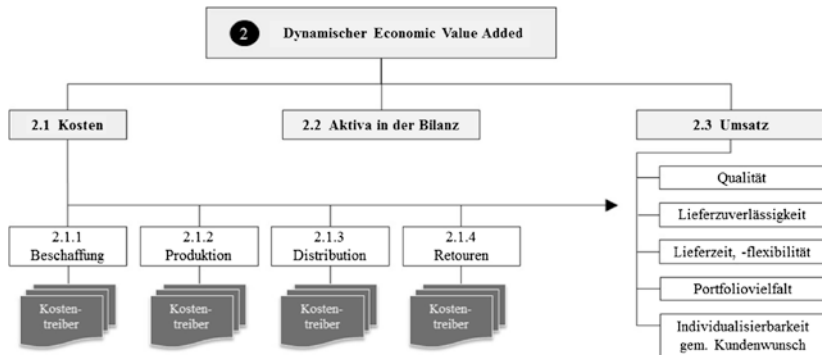 2 Dynamischer Economic Value Added
2.1 Kosten
2.2 Aktiva in der Bilanz
2.3 Umsatz
Qualität
Lieferzuverlässigkeit
Lieferzeit, -flexibilität
Portfoliovielfalt
Individualisierbarkeit
gem. Kundenwunsch
2.1.1
Beschaffung
2.1.2
Produktion
2.1.3
Distribution
2.1.4
Retouren
Kosten-
treiber
Kosten-
treiber
Kosten-
treiber
Kosten-
treiber